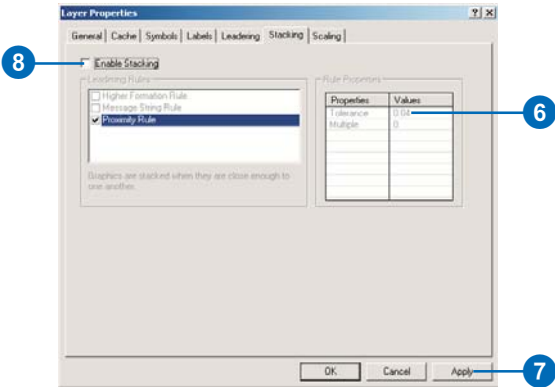 Layer Properties
General Cache Symbols Labels Leadering Stacking Scaling
8
Enable Stacking
Leadering Rules
Higher Formation Rule
Message String Rule
Proximity Rule
Graphics are stacked when they are close enough to
one another.
Rule Properties
Properties Values
Tolerance 0.04
Multiple 0
6
OK Cancel Apply
7